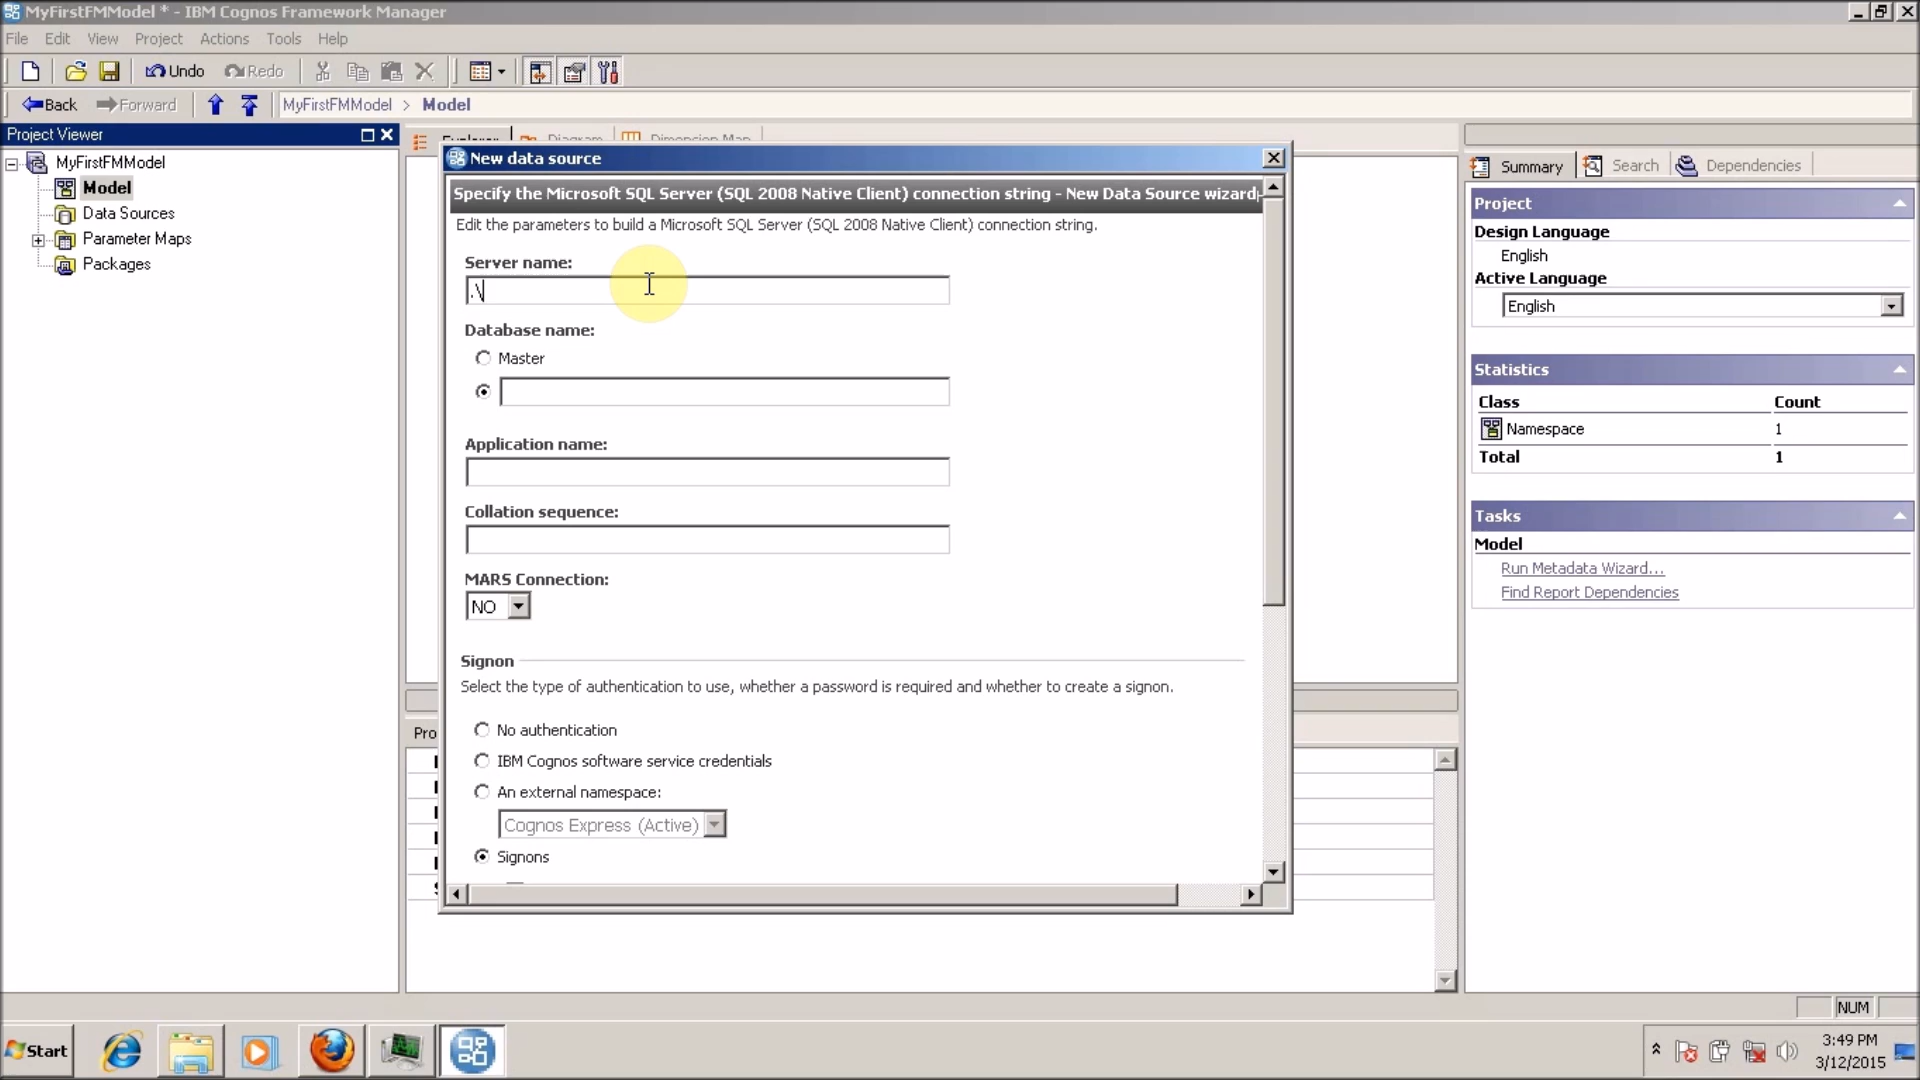 MyFirstFMModel * - IBM Cognos Framework Manager
File Edit View Project Actions Tools Help
Undo Redo
Back Forward MyFirstFMModel > Model
Project Viewer
MyFirstFMModel
Model
Data Sources
Parameter Maps
Packages
Explorer Diagram Dimension Map
New data source
Specify the Microsoft SQL Server (SQL 2008 Native Client) connection string - New Data Source wizard
Edit the parameters to build a Microsoft SQL Server (SQL 2008 Native Client) connection string.
Server name:
.\
Database name:
Master
Application name:
Collation sequence:
MARS Connection:
NO
Signon
Select the type of authentication to use, whether a password is required and whether to create a signon.
No authentication
IBM Cognos software service credentials
An external namespace:
Cognos Express (Active)
Signons
Pro
Summary Search Dependencies
Project
Design Language
English
Active Language
English
Statistics
Class Count
Namespace 1
Total 1
Tasks
Model
Run Metadata Wizard...
Find Report Dependencies
NUM
Start
3:49 PM
3/12/2015